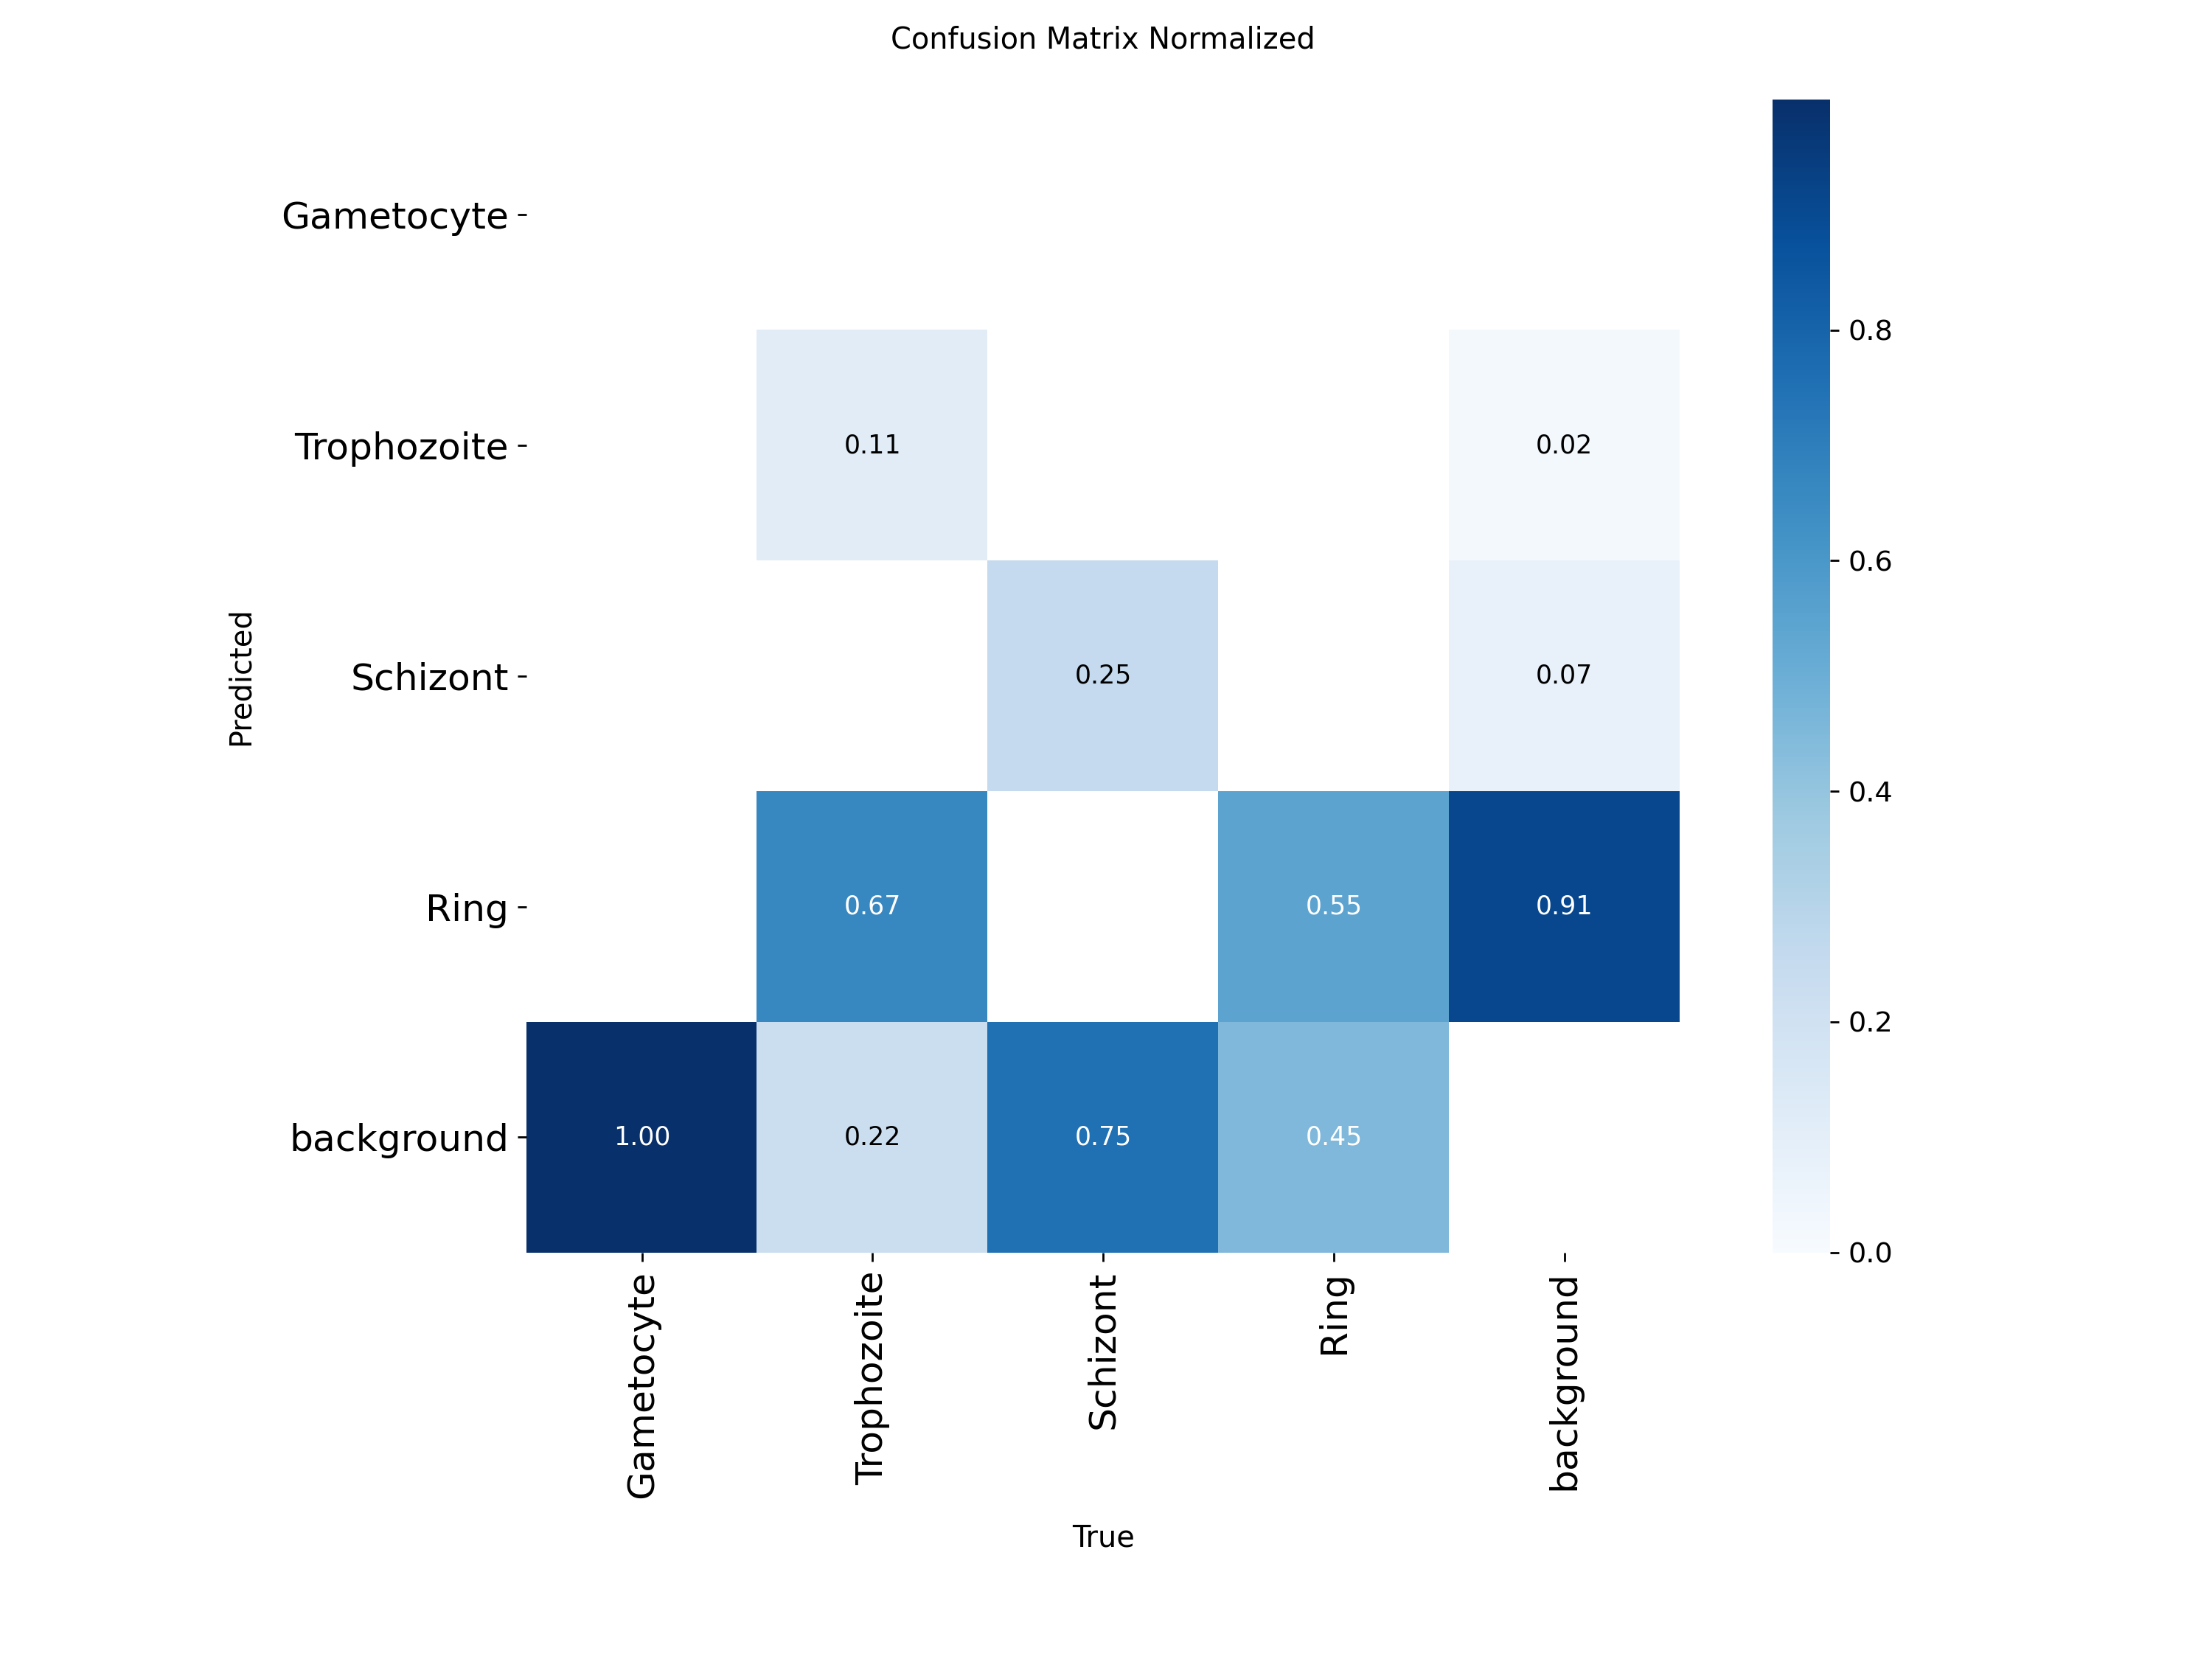 Confusion Matrix Normalized
Gametocyte
Trophozoite
0.11
0.02
Schizont
0.25
0.07
Ring
0.67
0.55
0.91
background
1.00
0.22
0.75
0.45
Predicted
Gametocyte
Trophozoite
Schizont
Ring
background
True
0.8
0.6
0.4
0.2
0.0